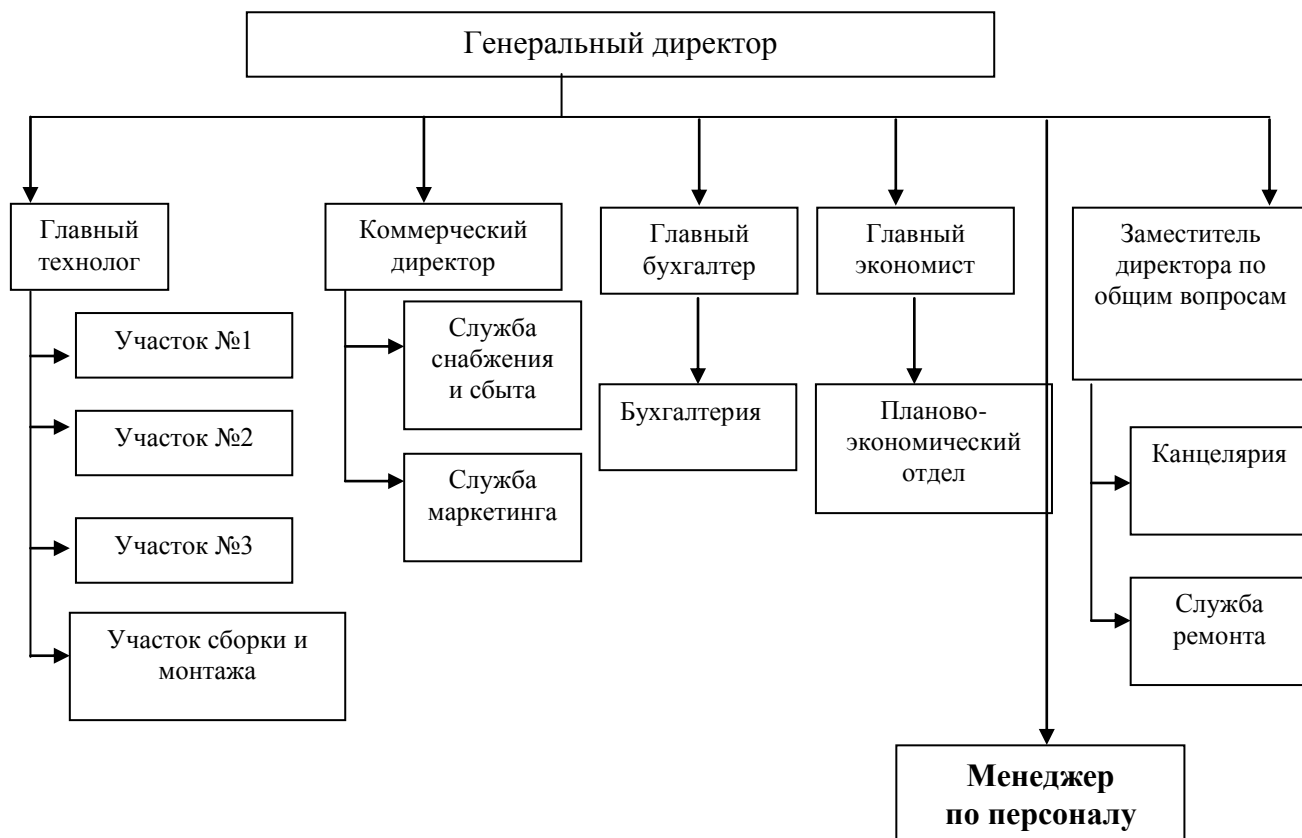 Генеральный директор
Главный
технолог
Коммерческий
директор
Главный
бухгалтер
Главный
экономист
Заместитель
директора по
общим вопросам
Участок №1
Участок №2
Участок №3
Участок сборки и
монтажа
Служба
снабжения
и сбыта
Служба
маркетинга
Бухгалтерия
Планово-
экономический
отдел
Канцелярия
Служба
ремонта
Менеджер
по персоналу